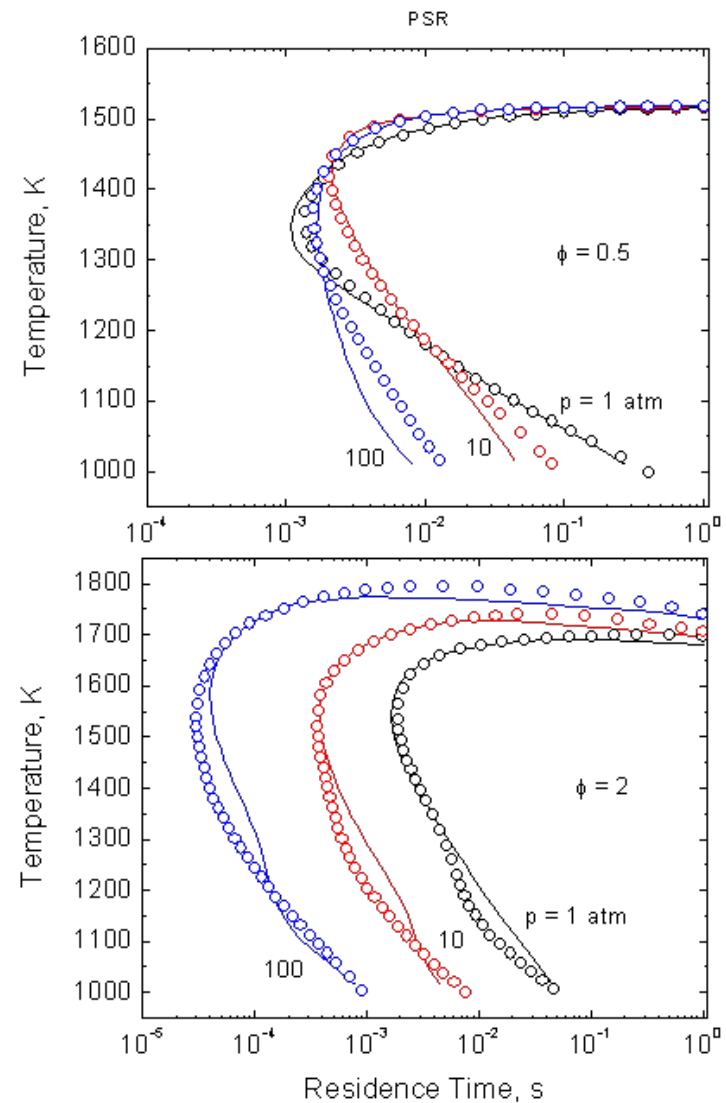 PSR
1600
1500
1400
1300
1200
1100
1000
Temperature, K
ϕ = 0.5
p = 1 atm
10
100
10⁻⁴ 10⁻³ 10⁻² 10⁻¹ 10⁰
1800
1700
1600
1500
1400
1300
1200
1100
1000
Temperature, K
ϕ = 2
p = 1 atm
10
100
10⁻⁵ 10⁻⁴ 10⁻³ 10⁻² 10⁻¹ 10⁰
Residence Time, s